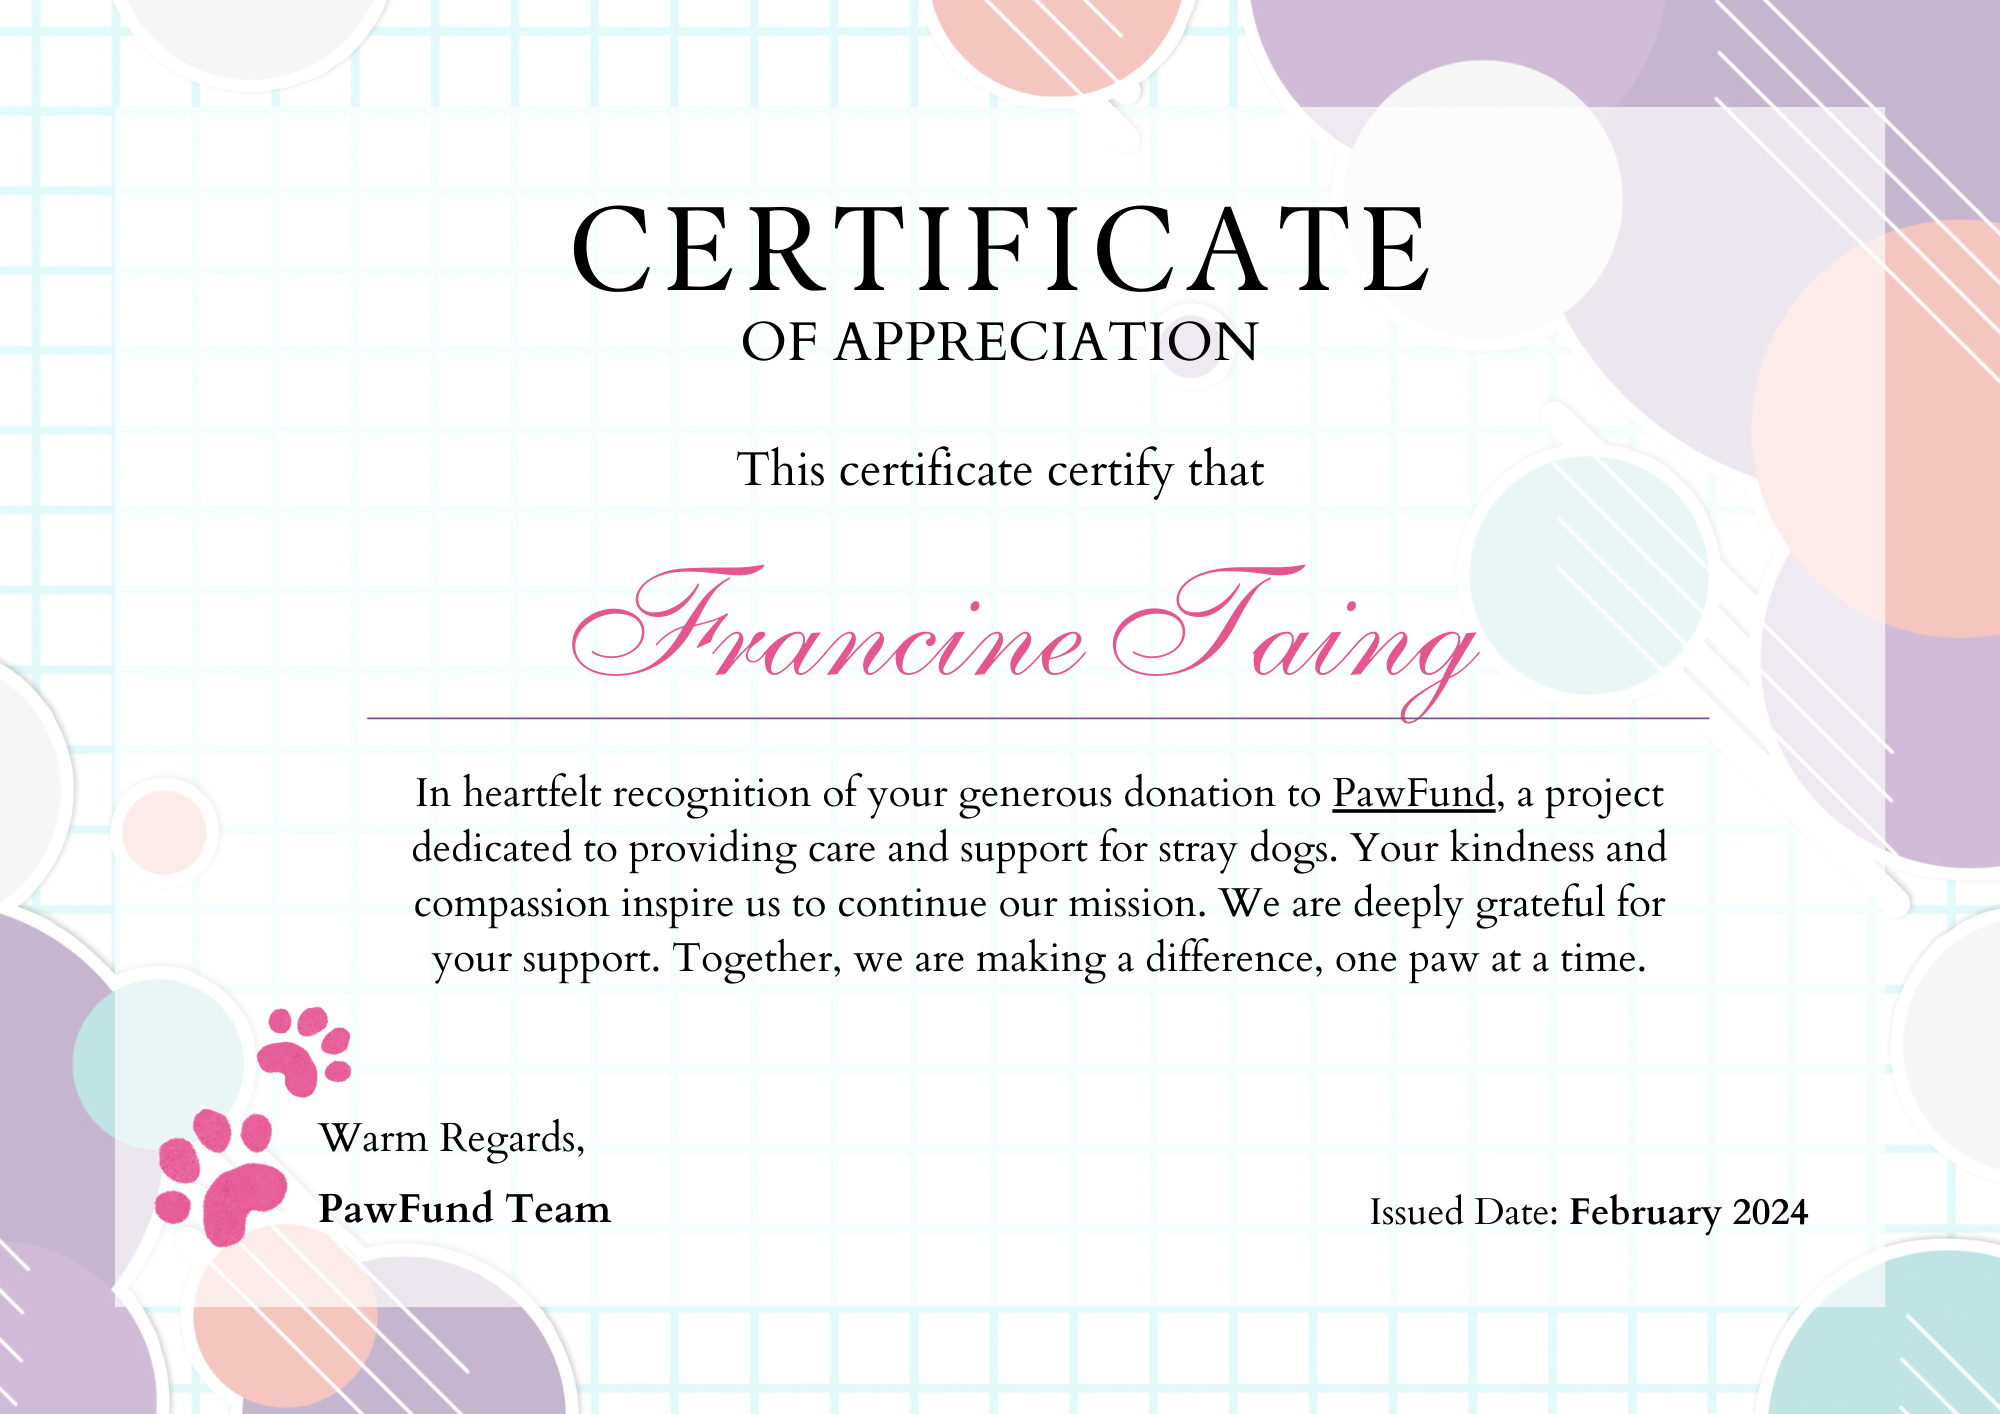 CERTIFICATE
OF APPRECIATION
This certificate certify that
Francine Taing
In heartfelt recognition of your generous donation to PawFund, a project
dedicated to providing care and support for stray dogs. Your kindness and
compassion inspire us to continue our mission. We are deeply grateful for
your support. Together, we are making a difference, one paw at a time.
Warm Regards,
PawFund Team
Issued Date: February 2024